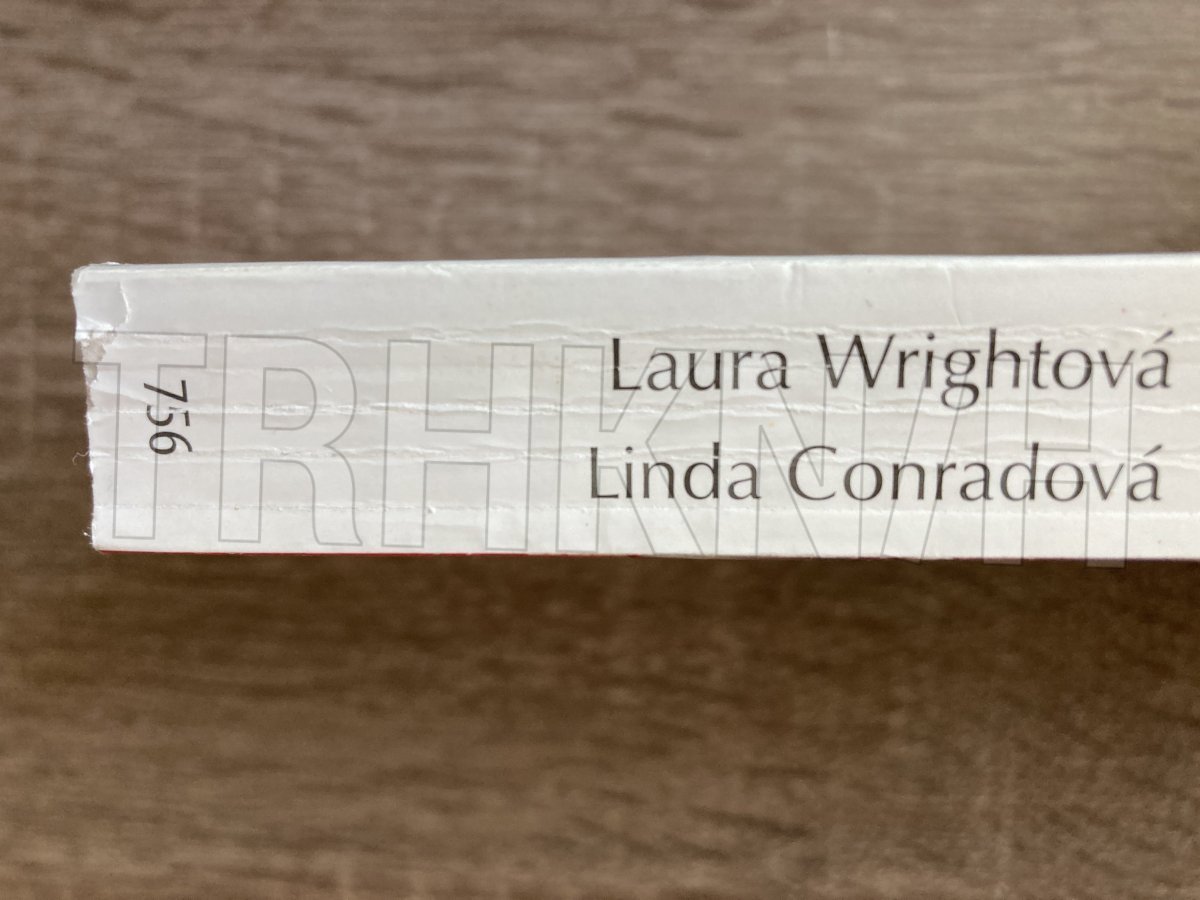 756
Laura Wrightová
Linda Conradová
TRHKNIH